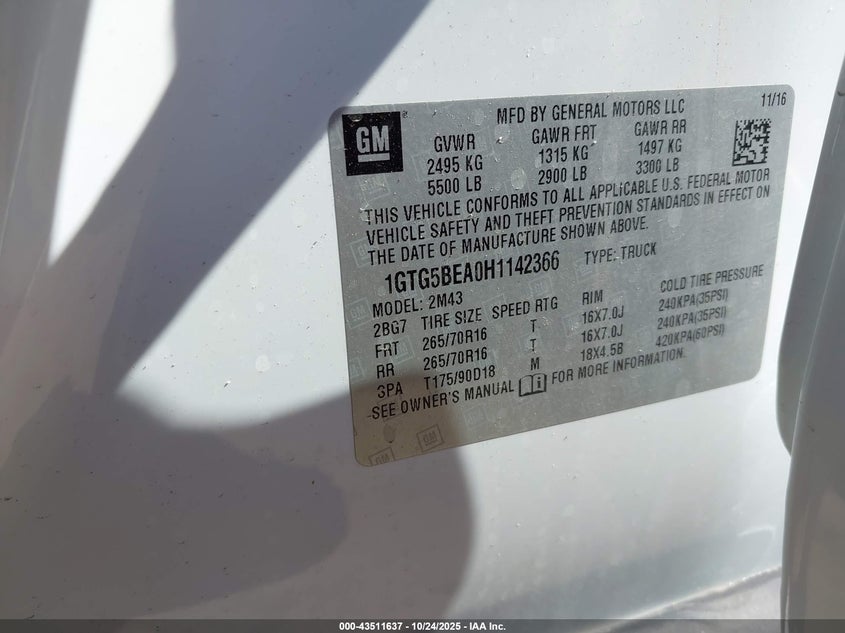 GM
MFD BY GENERAL MOTORS LLC
11/16
GVWR GAWR FRT GAWR RR
2495 KG 1315 KG 1497 KG
5500 LB 2900 LB 3300 LB
THIS VEHICLE CONFORMS TO ALL APPLICABLE U.S. FEDERAL MOTOR
VEHICLE SAFETY AND THEFT PREVENTION STANDARDS IN EFFECT ON
THE DATE OF MANUFACTURE SHOWN ABOVE.
1GTG5BEA0H1142366 TYPE: TRUCK
MODEL: 2M43
2BG7 TIRE SIZE SPEED RTG RIM COLD TIRE PRESSURE
FRT 265/70R16 T 16X7.0J 240KPA(35PSI)
RR 265/70R16 T 16X7.0J 240KPA(35PSI)
SPA T175/90D18 M 18X4.5B 420KPA(60PSI)
SEE OWNER'S MANUAL FOR MORE INFORMATION.
GM GM
000-43511637 - 10/24/2025 - IAA Inc.